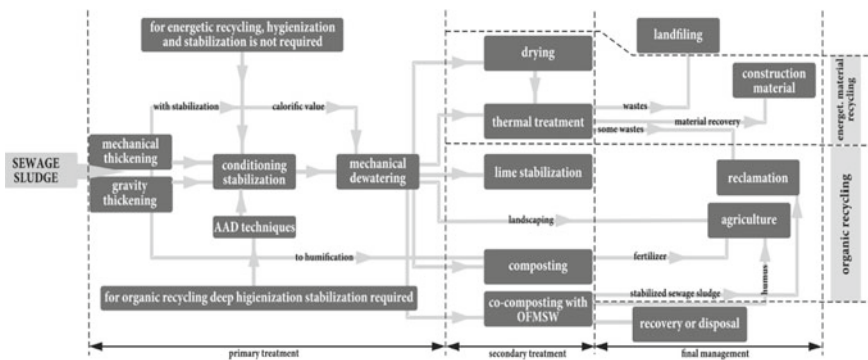 for energetic recycling, hygienization
and stabilization is not required
landfiling
drying
construction
material
energet. material
recycling
with stabilization
calorific value
wastes
thermal treatment
material recovery
some wastes
mechanical
thickening
SEWAGE
SLUDGE
conditioning
stabilization
mechanical
dewatering
lime stabilization
reclamation
gravity
thickening
organic recycling
AAD techniques
landscaping
agriculture
to humification
composting
fertilizer
humus
for organic recycling deep higienization stabilization required
co-composting with
OFMSW
stabilized sewage sludge
recovery or disposal
primary treatment
secondary treatment
final management